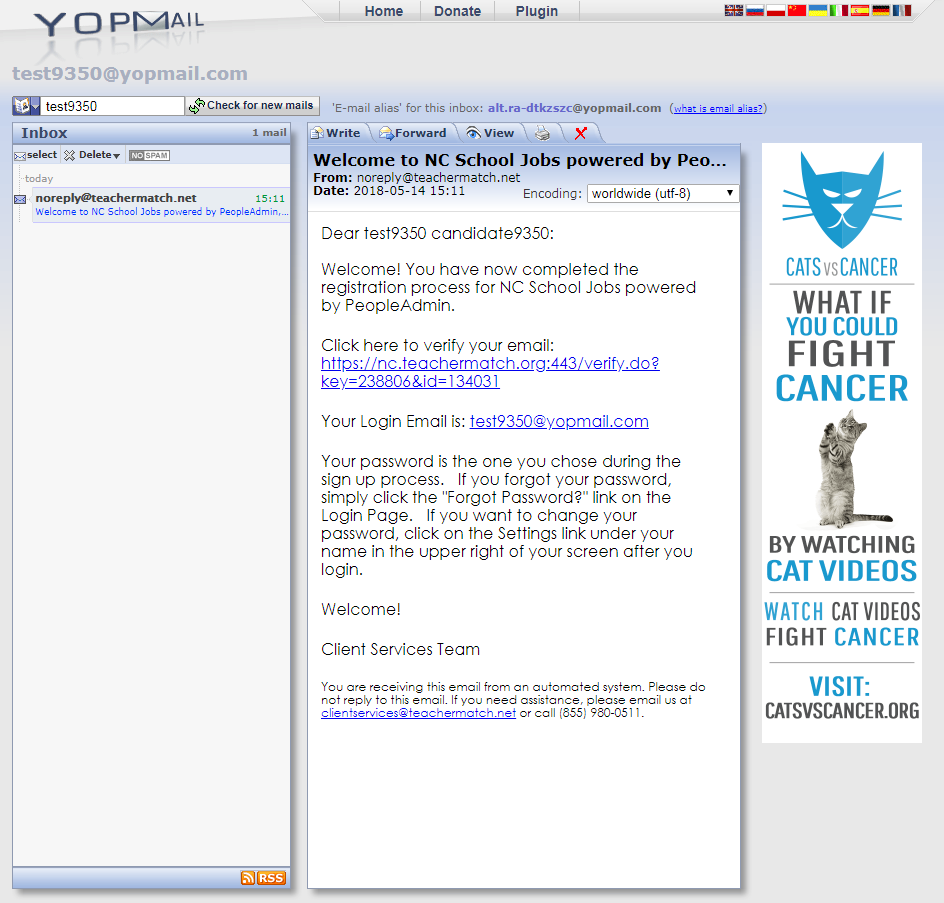 YOPMAIL
Home Donate Plugin
test9350@yopmail.com
test9350 Check for new mails
'E-mail alias' for this inbox: alt.ra-dtkzszc@yopmail.com (what is email alias?)
Inbox 1 mail
select Delete NO SPAM
today
noreply@teachermatch.net 15:11
Welcome to NC School Jobs powered by PeopleAdmin,...
RSS
Write Forward View
Welcome to NC School Jobs powered by Peo...
From: noreply@teachermatch.net
Date: 2018-05-14 15:11
Encoding: worldwide (utf-8)
Dear test9350 candidate9350:
Welcome! You have now completed the
registration process for NC School Jobs powered
by PeopleAdmin.
Click here to verify your email:
https://nc.teachermatch.org:443/verify.do?
key=238806&id=134031
Your Login Email is: test9350@yopmail.com
Your password is the one you chose during the
sign up process. If you forgot your password,
simply click the "Forgot Password?" link on the
Login Page. If you want to change your
password, click on the Settings link under your
name in the upper right of your screen after you
login.
Welcome!
Client Services Team
You are receiving this email from an automated system. Please do
not reply to this email. If you need assistance, please email us at
clientservices@teachermatch.net or call (855) 980-0511.
CATS VS CANCER
WHAT IF
YOU COULD
FIGHT
CANCER
BY WATCHING
CAT VIDEOS
WATCH CAT VIDEOS
FIGHT CANCER
VISIT:
CATSVSCANCER.ORG